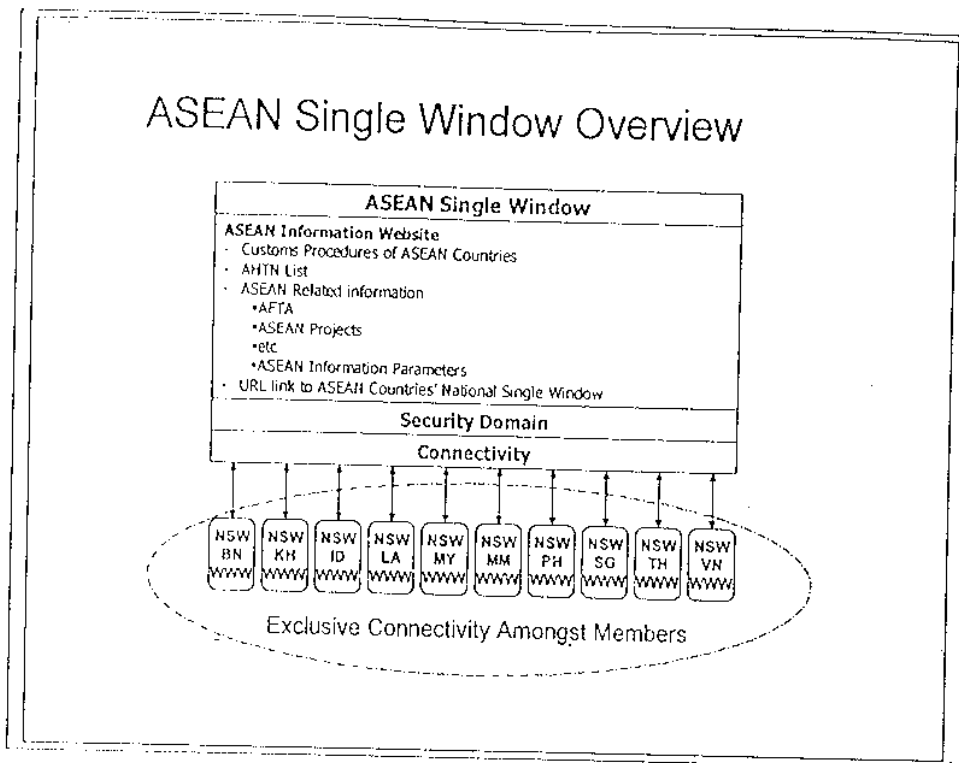 ASEAN Single Window Overview
ASEAN Single Window
ASEAN Information Website
- Customs Procedures of ASEAN Countries
- AHTN List
- ASEAN Related information
•AFTA
•ASEAN Projects
•etc
•ASEAN Information Parameters
- URL link to ASEAN Countries' National Single Window
Security Domain
Connectivity
NSW BN NSW KH NSW ID NSW LA NSW MY NSW MM NSW PH NSW SG NSW TH NSW VN
Exclusive Connectivity Amongst Members